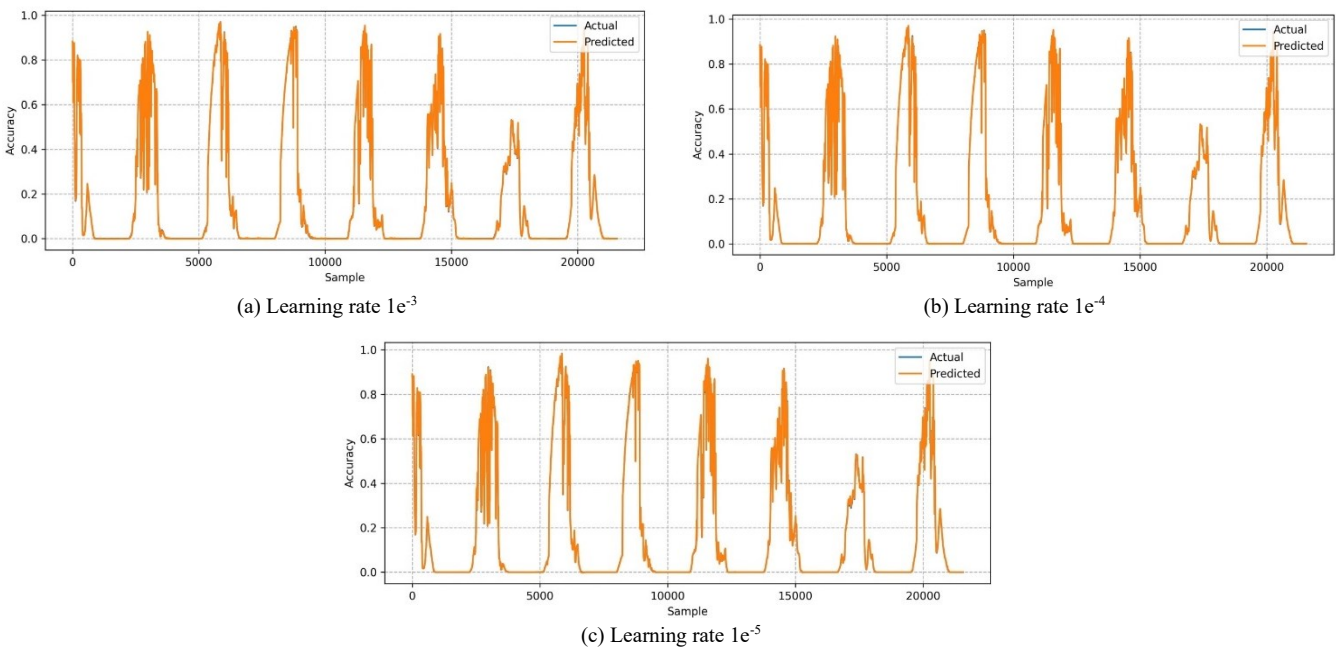 1.0
0.8
0.6
0.4
0.2
0.0
Accuracy
Actual
Predicted
0 5000 10000 15000 20000
Sample
(a) Learning rate 1e⁻³
1.0
0.8
0.6
0.4
0.2
0.0
Accuracy
Actual
Predicted
0 5000 10000 15000 20000
Sample
(b) Learning rate 1e⁻⁴
1.0
0.8
0.6
0.4
0.2
0.0
Accuracy
Actual
Predicted
0 5000 10000 15000 20000
Sample
(c) Learning rate 1e⁻⁵